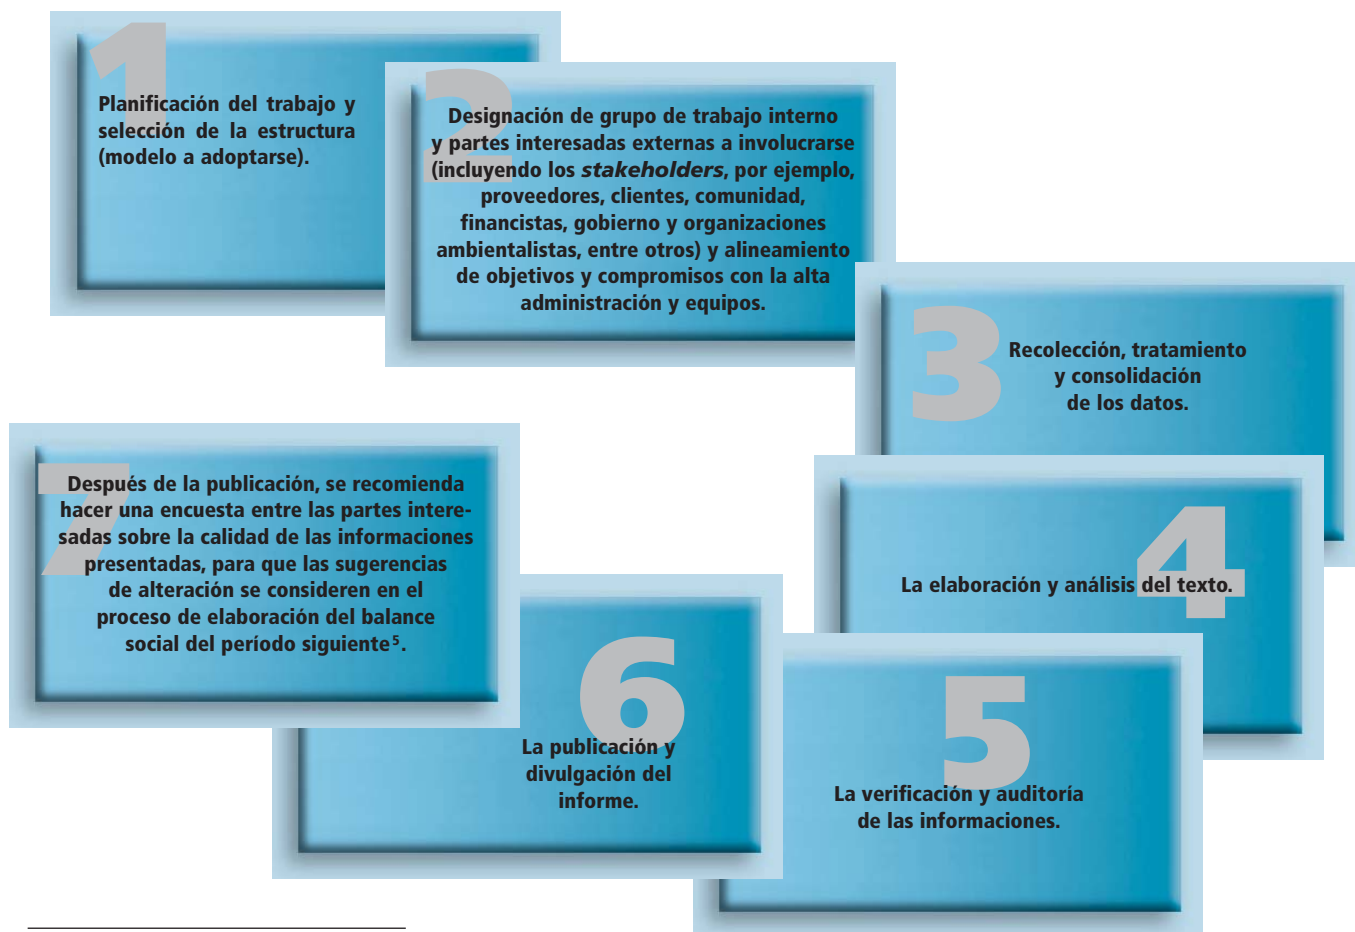 1
Planificación del trabajo y
selección de la estructura
(modelo a adoptarse).
2
Designación de grupo de trabajo interno
y partes interesadas externas a involucrarse
(incluyendo los stakeholders, por ejemplo,
proveedores, clientes, comunidad,
financistas, gobierno y organizaciones
ambientalistas, entre otros) y alineamiento
de objetivos y compromisos con la alta
administración y equipos.
3
Recolección, tratamiento
y consolidación
de los datos.
4
La elaboración y análisis del texto.
5
La verificación y auditoría
de las informaciones.
6
La publicación y
divulgación del
informe.
7
Después de la publicación, se recomienda
hacer una encuesta entre las partes intere-
sadas sobre la calidad de las informaciones
presentadas, para que las sugerencias
de alteración se consideren en el
proceso de elaboración del balance
social del período siguiente⁵.